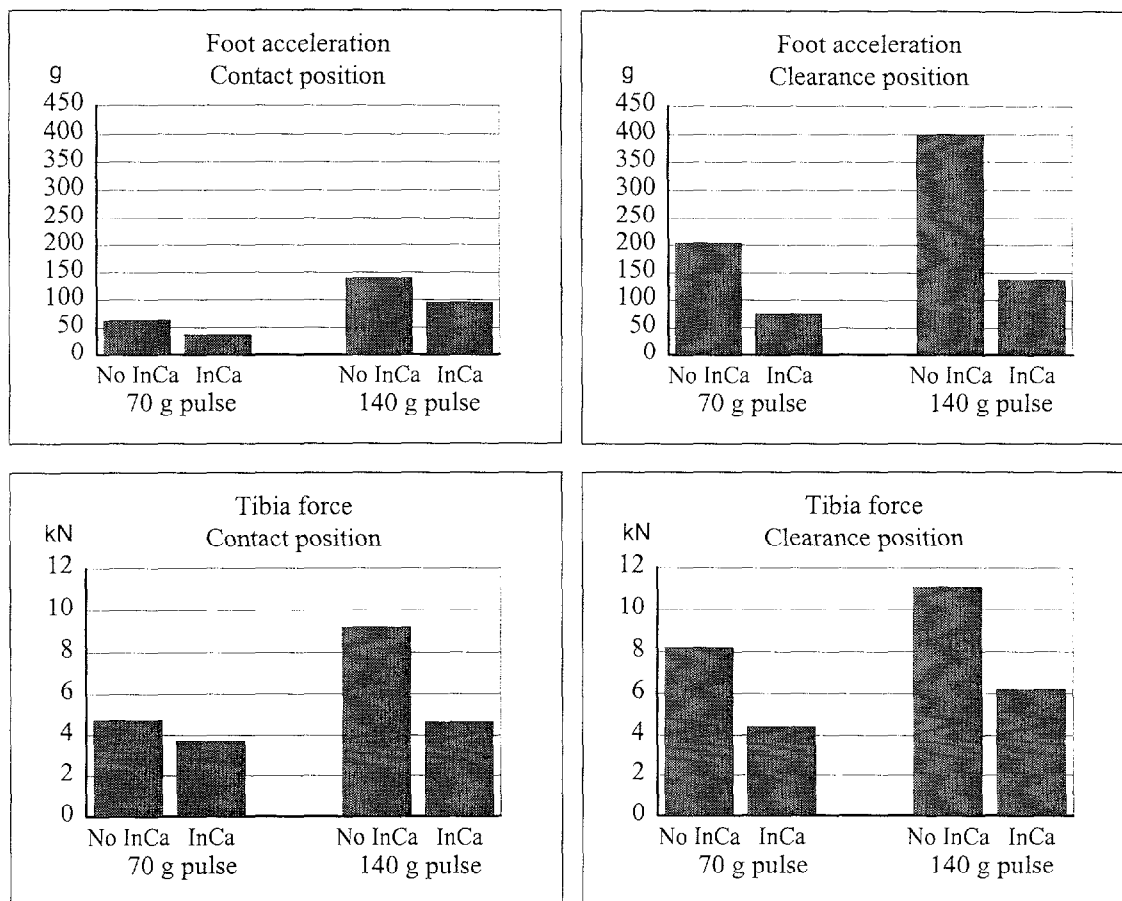 Foot acceleration
Contact position
g
450
400
350
300
250
200
150
100
50
0
No InCa InCa No InCa InCa
70 g pulse 140 g pulse
Foot acceleration
Clearance position
g
450
400
350
300
250
200
150
100
50
0
No InCa InCa No InCa InCa
70 g pulse 140 g pulse
Tibia force
Contact position
kN
12
10
8
6
4
2
0
No InCa InCa No InCa InCa
70 g pulse 140 g pulse
Tibia force
Clearance position
kN
12
10
8
6
4
2
0
No InCa InCa No InCa InCa
70 g pulse 140 g pulse